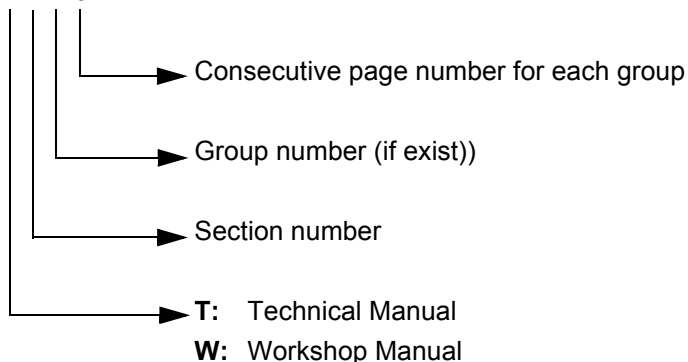 Consecutive page number for each group
Group number (if exist))
Section number
T: Technical Manual
W: Workshop Manual